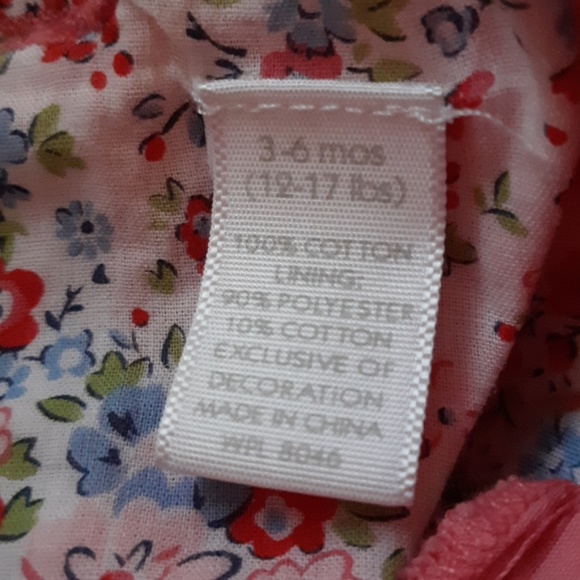 3-6 mos
(12-17 lbs)
100% COTTON
LINING:
90% POLYESTER
10% COTTON
EXCLUSIVE OF
DECORATION
MADE IN CHINA
WPL 8046